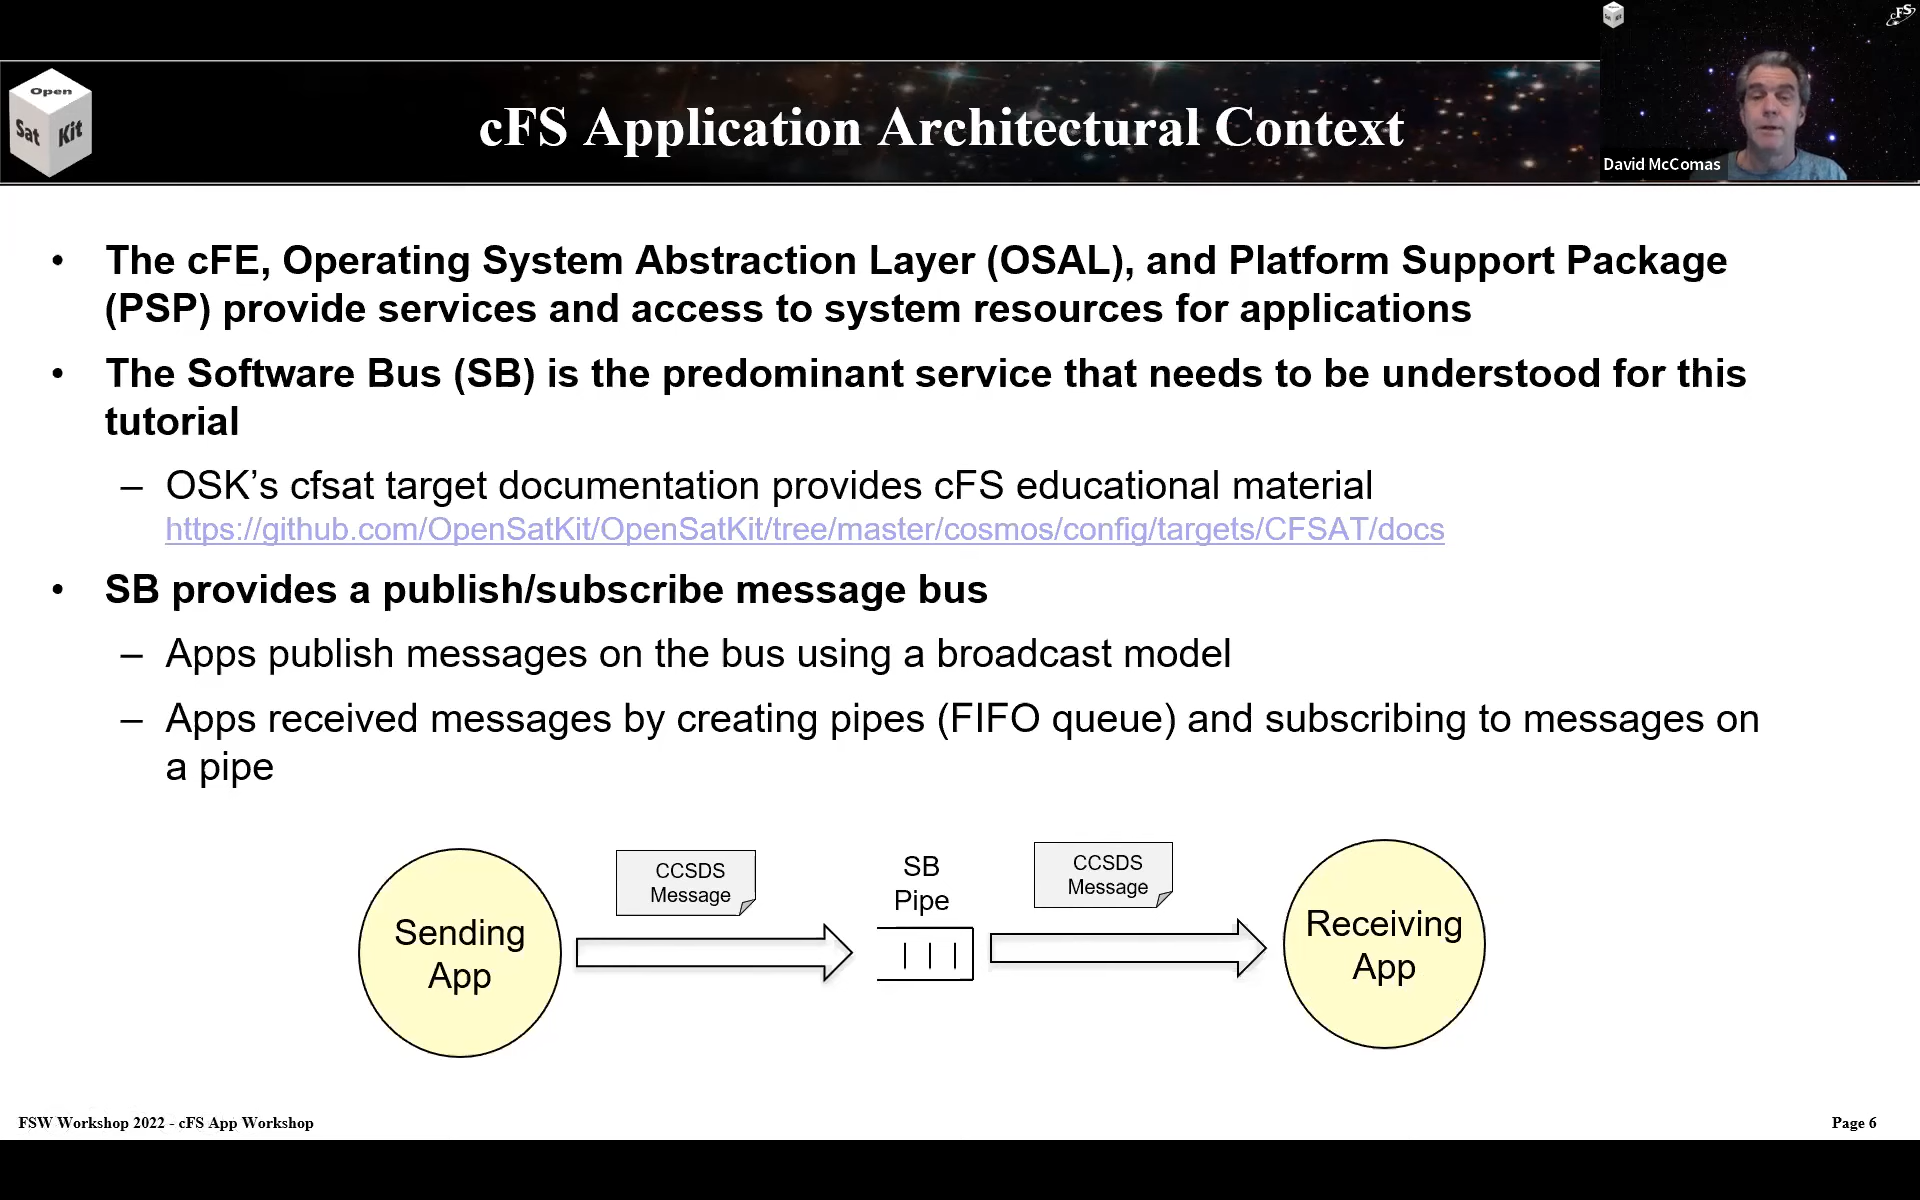 cFS
Open
Sat Kit
cFS Application Architectural Context
David McComas
• The cFE, Operating System Abstraction Layer (OSAL), and Platform Support Package
(PSP) provide services and access to system resources for applications
• The Software Bus (SB) is the predominant service that needs to be understood for this
tutorial
– OSK’s cfsat target documentation provides cFS educational material
https://github.com/OpenSatKit/OpenSatKit/tree/master/cosmos/config/targets/CFSAT/docs
• SB provides a publish/subscribe message bus
– Apps publish messages on the bus using a broadcast model
– Apps received messages by creating pipes (FIFO queue) and subscribing to messages on
a pipe
Sending
App
CCSDS
Message
SB
Pipe
CCSDS
Message
Receiving
App
FSW Workshop 2022 - cFS App Workshop
Page 6